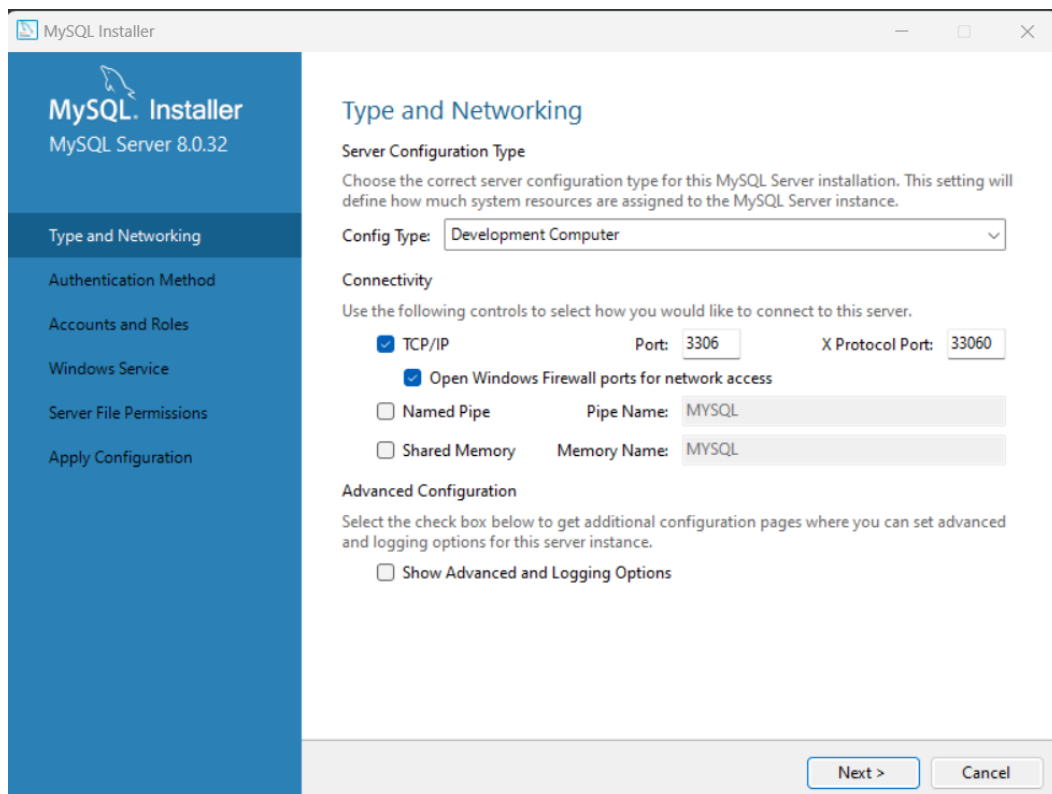 MySQL Installer
MySQL. Installer
MySQL Server 8.0.32
Type and Networking
Authentication Method
Accounts and Roles
Windows Service
Server File Permissions
Apply Configuration
Type and Networking
Server Configuration Type
Choose the correct server configuration type for this MySQL Server installation. This setting will
define how much system resources are assigned to the MySQL Server instance.
Config Type: Development Computer
Connectivity
Use the following controls to select how you would like to connect to this server.
TCP/IP Port: 3306 X Protocol Port: 33060
Open Windows Firewall ports for network access
Named Pipe Pipe Name: MYSQL
Shared Memory Memory Name: MYSQL
Advanced Configuration
Select the check box below to get additional configuration pages where you can set advanced
and logging options for this server instance.
Show Advanced and Logging Options
Next > Cancel